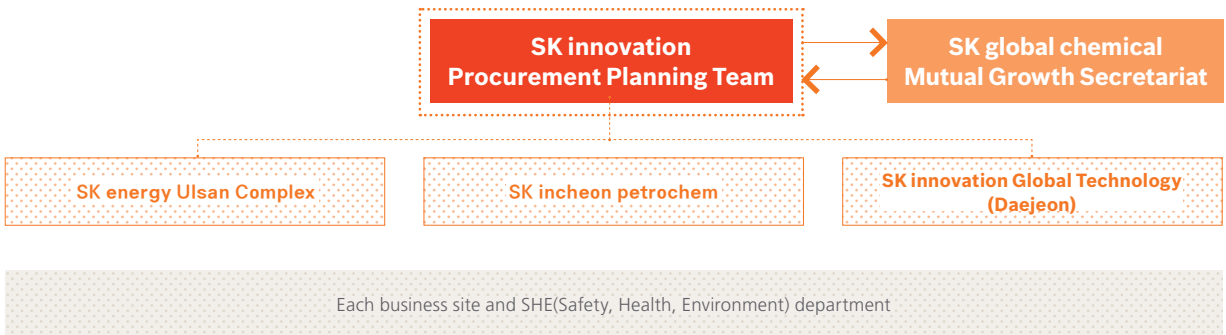 SK innovation
Procurement Planning Team
SK global chemical
Mutual Growth Secretariat
SK energy Ulsan Complex
SK incheon petrochem
SK innovation Global Technology
(Daejeon)
Each business site and SHE(Safety, Health, Environment) department